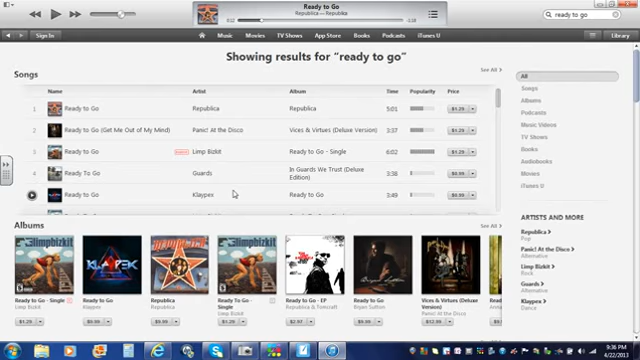 Ready to Go
Republica — Republica
0:12
-1:28
ready to go
Sign In
Music
Movies
TV Shows
App Store
Books
Podcasts
iTunes U
Library
Showing results for “ready to go”
Songs
See All >
Name Artist Album Time Popularity Price
1 Ready to Go Republica Republica 5:01 $1.29
2 Ready to Go (Get Me Out of My Mind) Panic! At the Disco Vices & Virtues (Deluxe Version) 3:37 $1.29
3 Ready to Go Limp Bizkit Ready to Go - Single 6:02 $1.29
4 Ready To Go Guards In Guards We Trust (Deluxe Edition) 3:38 $0.99
Ready to Go Klaypex Ready to Go 3:49 $0.99
Albums
See All >
Ready to Go - Single
Limp Bizkit
$1.29
Ready to Go
Klaypex
$0.99
Republica
Republica
$9.99
Ready To Go - Single
Limp Bizkit
$1.29
Ready to Go - EP
Republica & Tomcraft
$2.97
Ready to Go
Bryan Sutton
$9.99
Vices & Virtues (Deluxe Version)
Panic! At the Disco
$12.99
All
Songs
Albums
Podcasts
Music Videos
TV Shows
Books
Audiobooks
Movies
iTunes U
ARTISTS AND MORE
Republica >
Pop
Panic! At the Disco >
Alternative
Limp Bizkit >
Rock
Guards >
Alternative
Klaypex >
Dance
9:36 PM
4/22/2013